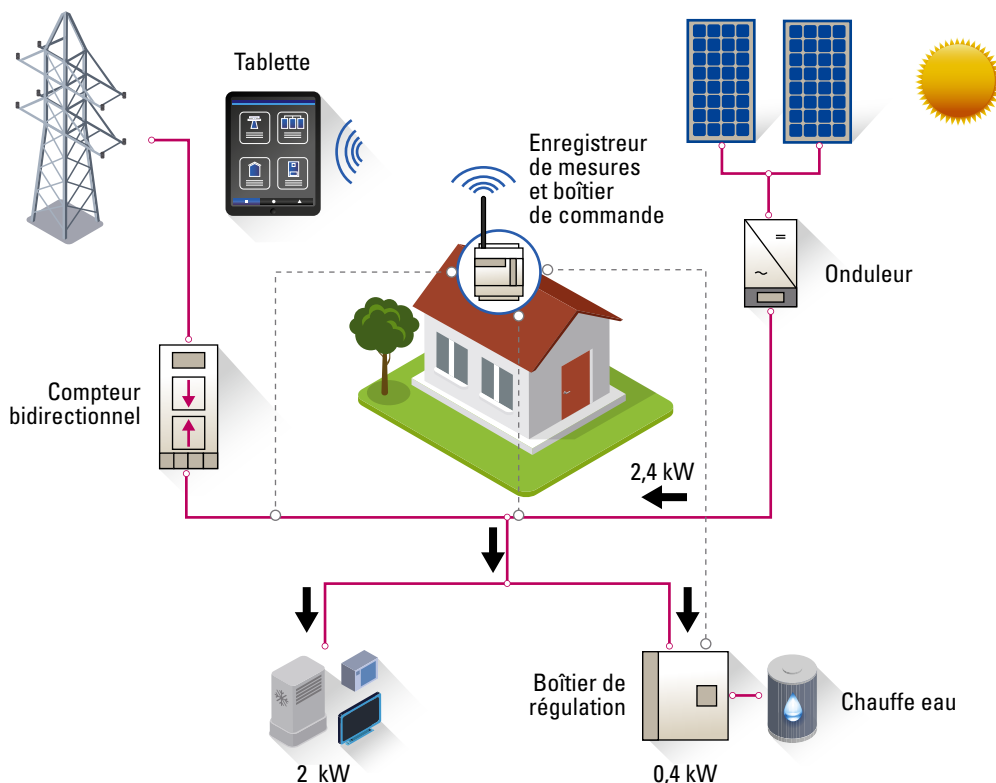 Tablette
Enregistreur
de mesures
et boîtier
de commande
Onduleur
Compteur
bidirectionnel
2,4 kW
Boîtier de
régulation
Chauffe eau
2 kW
0,4 kW